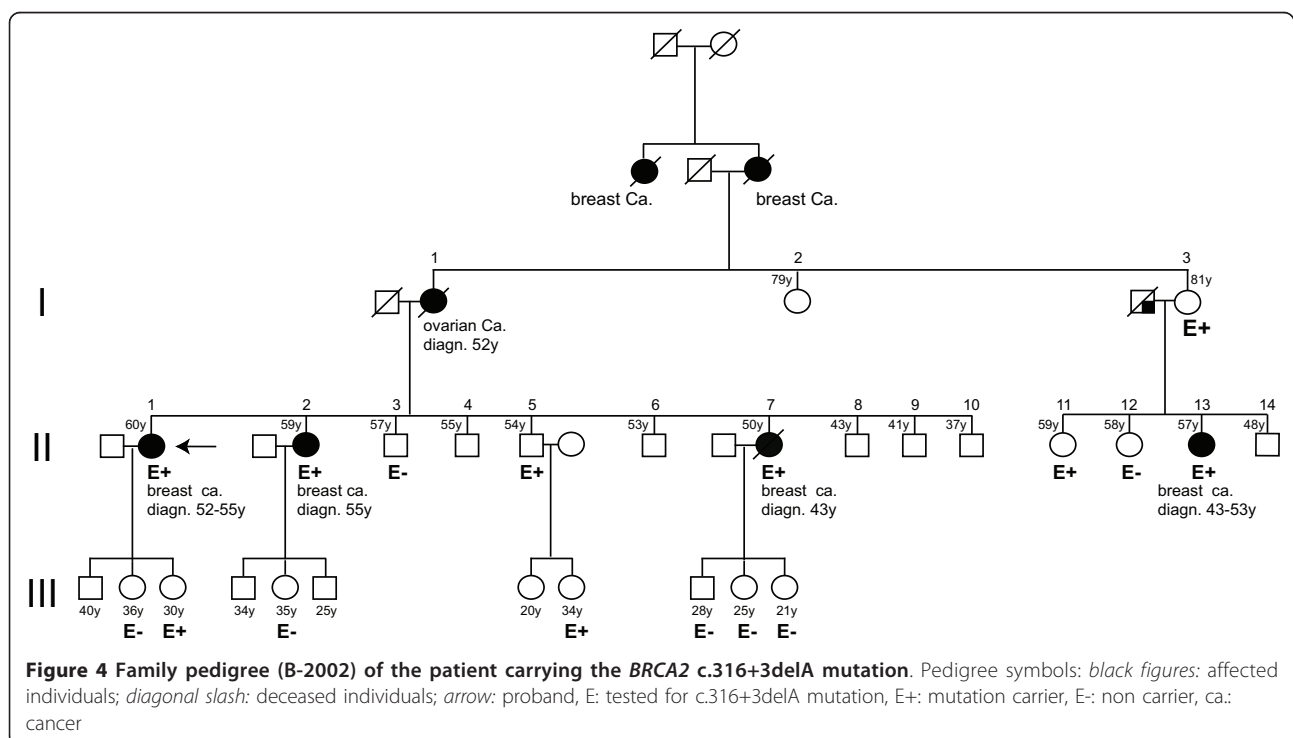 breast Ca. breast Ca.
1 2 3
79y 81y
I
ovarian Ca. E+
diagn. 52y
1 2 3 4 5 6 7 8 9 10 11 12 13 14
60y 59y 57y 55y 54y 53y 50y 43y 41y 37y 59y 58y 57y 48y
II
E+ E+ E- E+ E+ E+ E- E+
breast ca. breast ca. breast ca. breast ca.
diagn. 52-55y diagn. 55y diagn. 43y diagn. 43-53y
III
40y 36y 30y 34y 35y 25y 20y 34y 28y 25y 21y
E- E+ E- E+ E- E- E-
Figure 4 Family pedigree (B-2002) of the patient carrying the BRCA2 c.316+3delA mutation. Pedigree symbols: black figures: affected
individuals; diagonal slash: deceased individuals; arrow: proband, E: tested for c.316+3delA mutation, E+: mutation carrier, E-: non carrier, ca.:
cancer